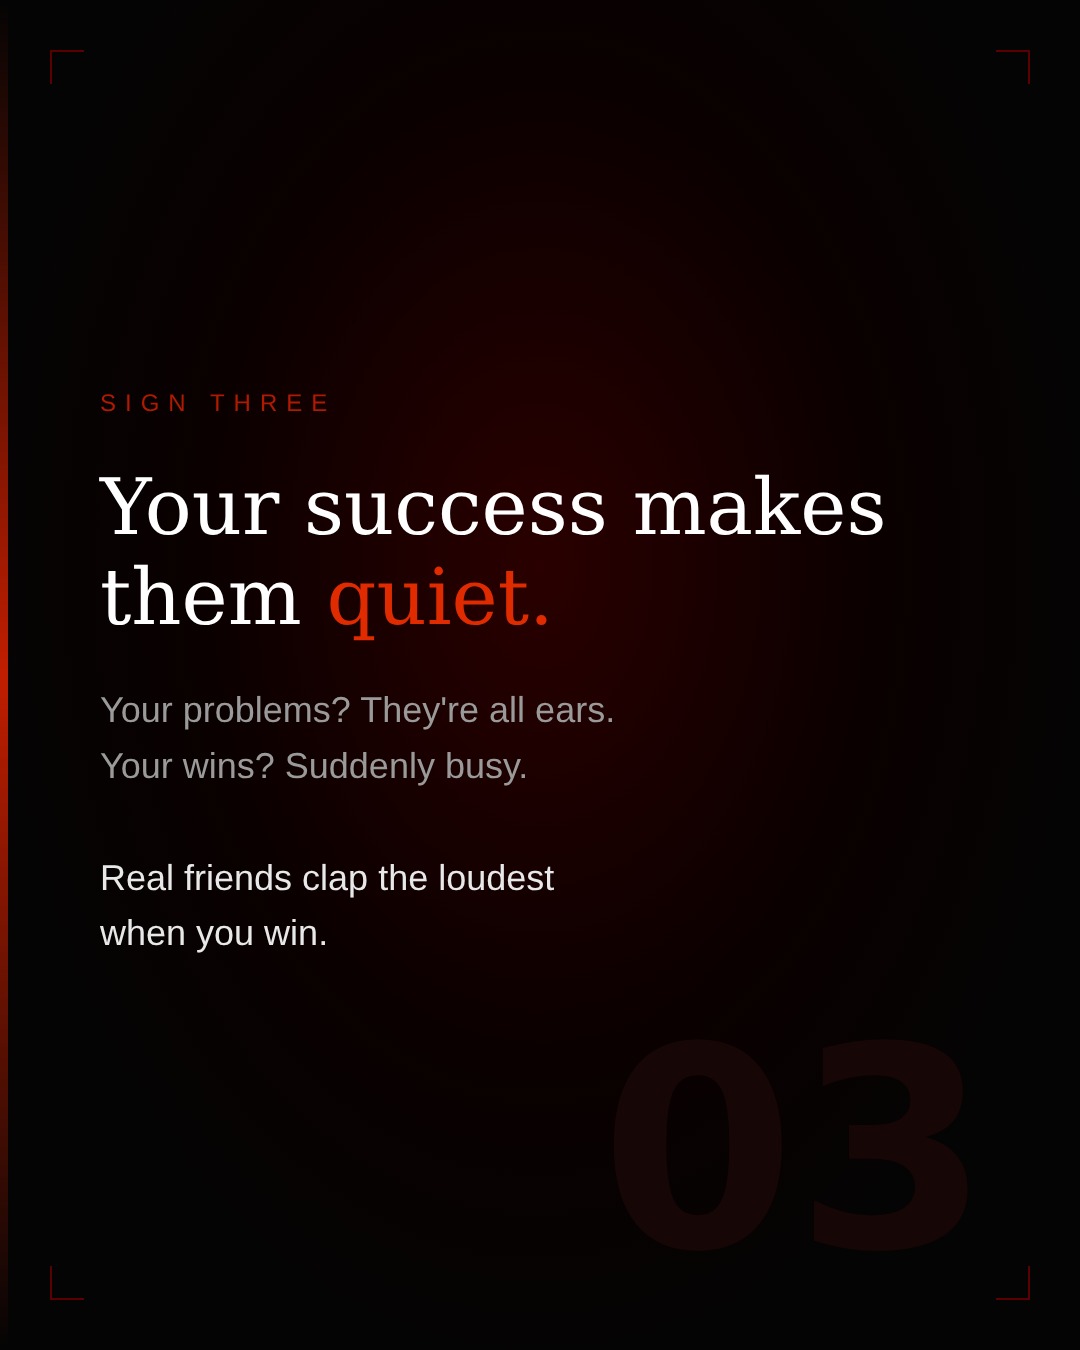 SIGN THREE
Your success makes
them quiet.
Your problems? They're all ears.
Your wins? Suddenly busy.
Real friends clap the loudest
when you win.
03